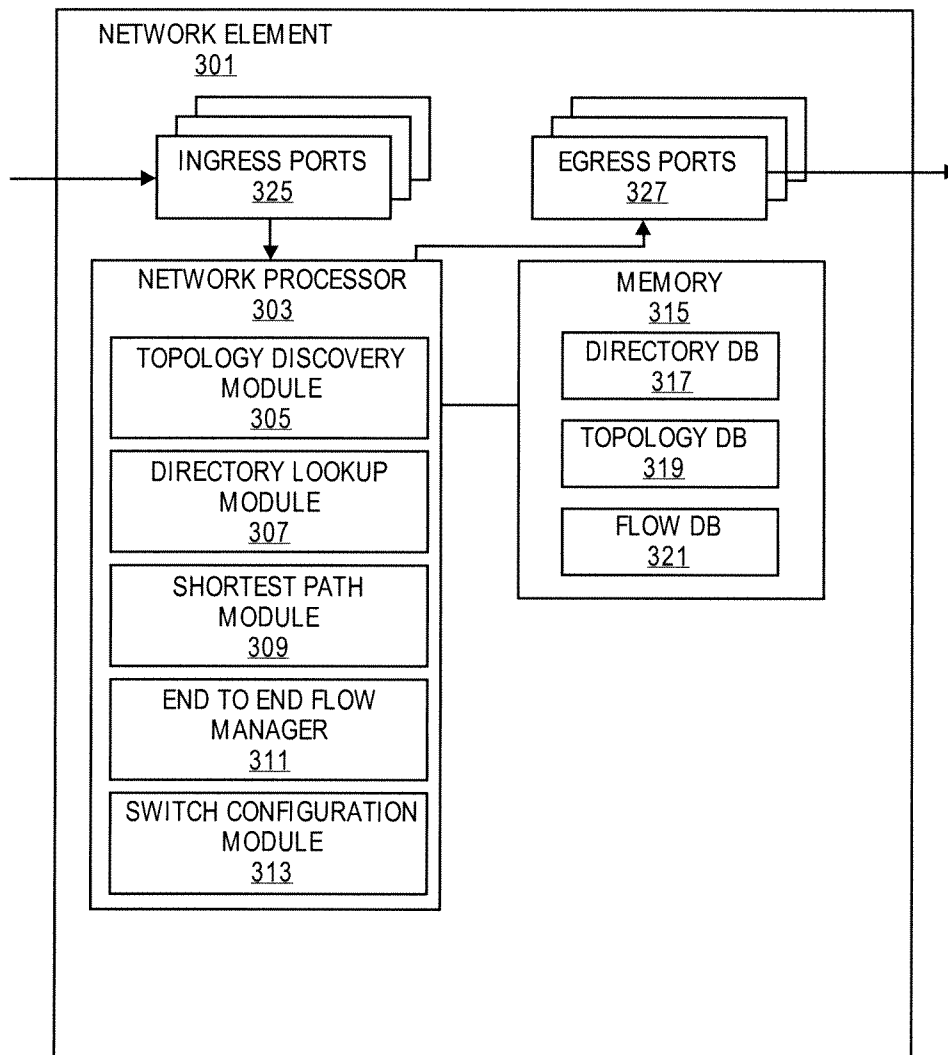 NETWORK ELEMENT
301
INGRESS PORTS
325
EGRESS PORTS
327
NETWORK PROCESSOR
303
TOPOLOGY DISCOVERY
MODULE
305
DIRECTORY LOOKUP
MODULE
307
SHORTEST PATH
MODULE
309
END TO END FLOW
MANAGER
311
SWITCH CONFIGURATION
MODULE
313
MEMORY
315
DIRECTORY DB
317
TOPOLOGY DB
319
FLOW DB
321